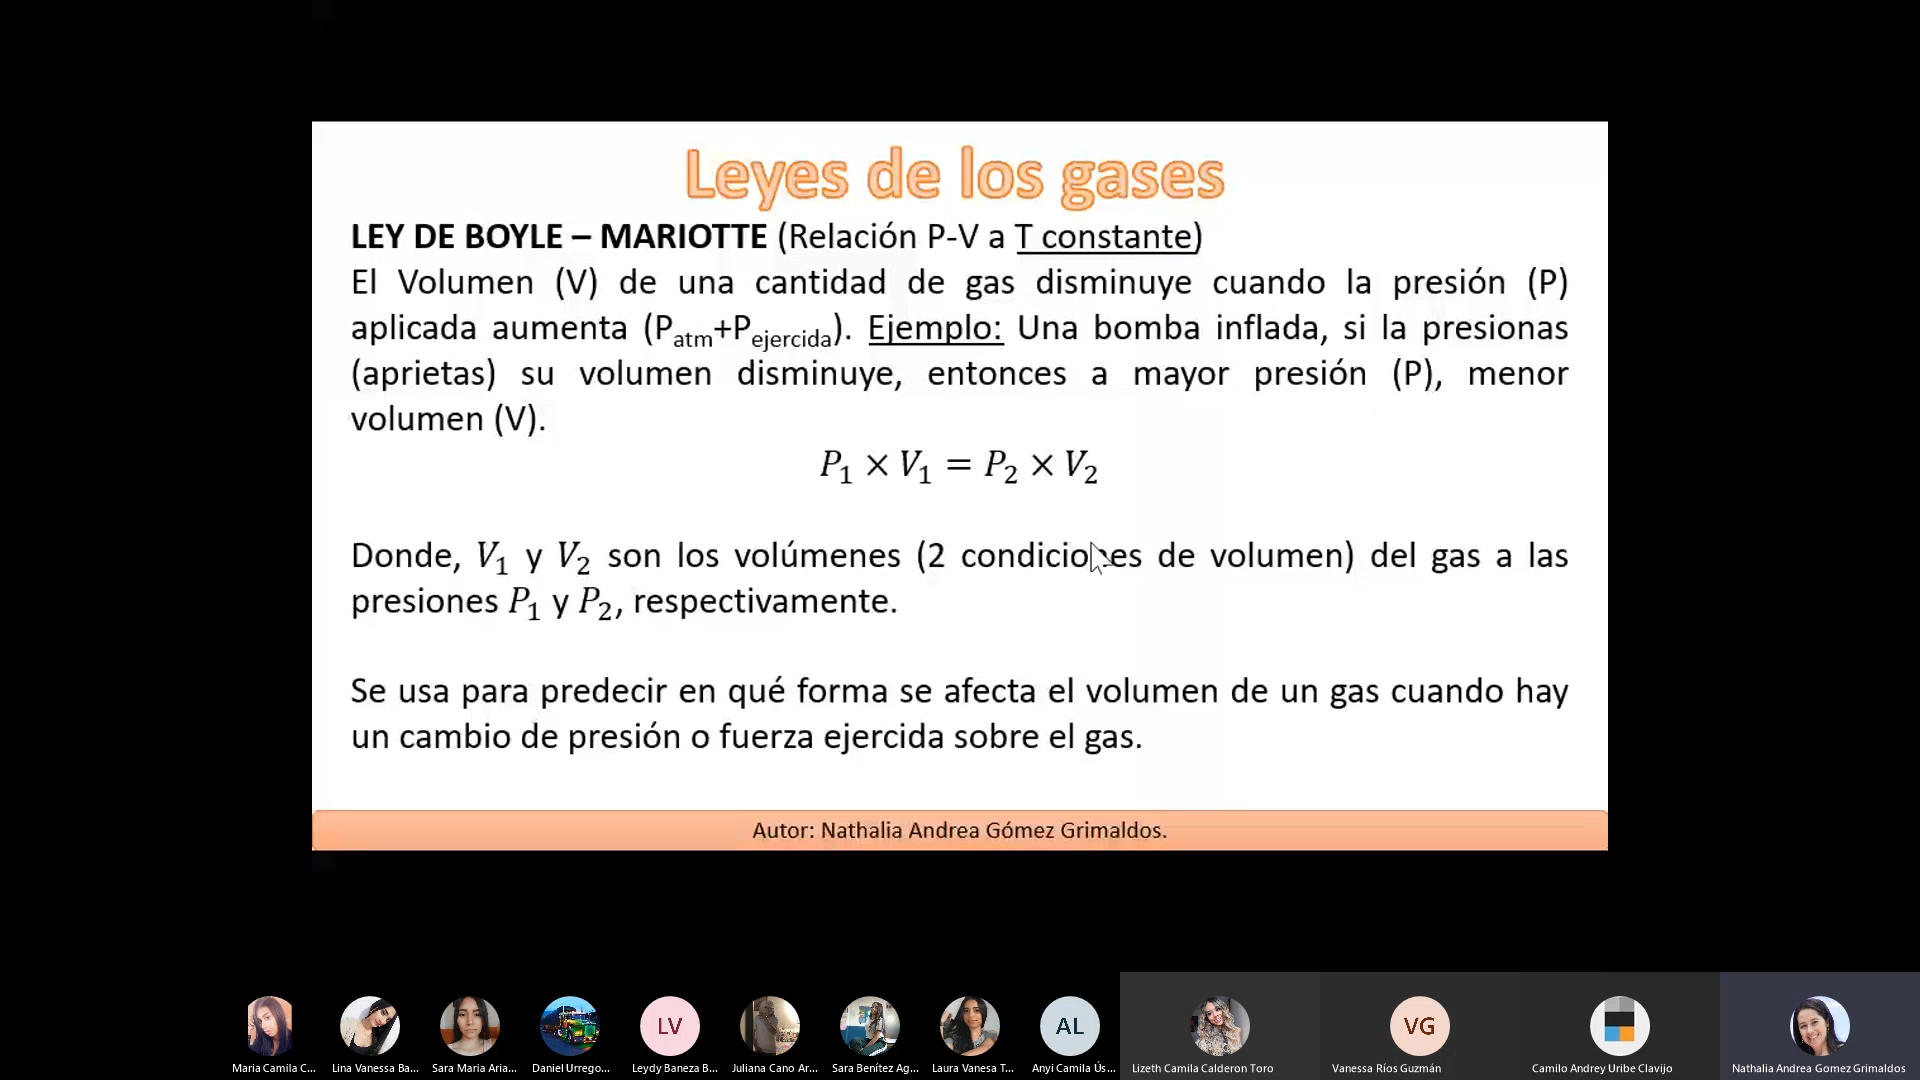 Leyes de los gases
LEY DE BOYLE – MARIOTTE (Relación P-V a T constante)
El Volumen (V) de una cantidad de gas disminuye cuando la presión (P)
aplicada aumenta (Patm+Pejercida). Ejemplo: Una bomba inflada, si la presionas
(aprietas) su volumen disminuye, entonces a mayor presión (P), menor
volumen (V).
P₁ × V₁ = P₂ × V₂
Donde, V₁ y V₂ son los volúmenes (2 condiciones de volumen) del gas a las
presiones P₁ y P₂, respectivamente.
Se usa para predecir en qué forma se afecta el volumen de un gas cuando hay
un cambio de presión o fuerza ejercida sobre el gas.
Autor: Nathalia Andrea Gómez Grimaldos.
LV AL VG
Maria Camila C... Lina Vanessa Ba... Sara María Aria... Daniel Urrego... Leydy Baneza B... Juliana Cano Ar... Sara Benítez Ag... Laura Vanesa T... Anyi Camila Ús... Lizeth Camila Calderon Toro Vanessa Ríos Guzmán Camilo Andrey Uribe Clavijo Nathalia Andrea Gomez Grimaldos